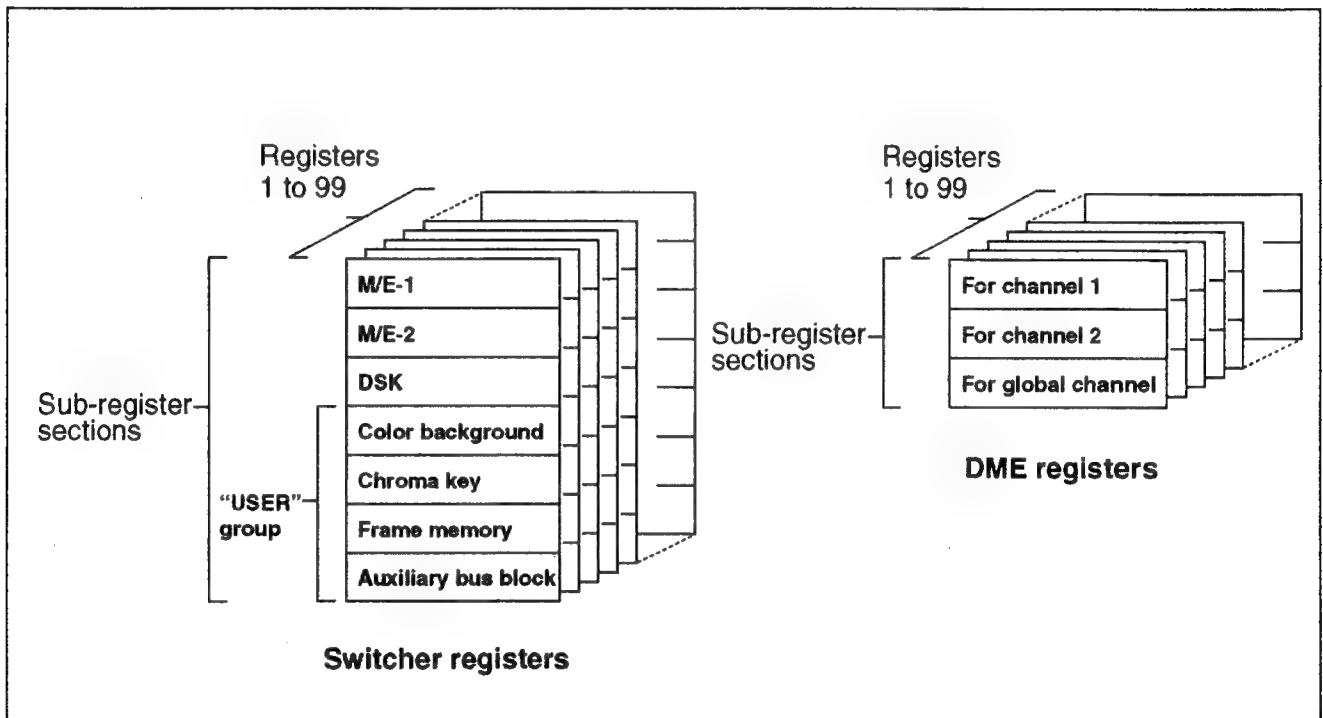 Registers
1 to 99
Sub-register
sections
M/E-1
M/E-2
DSK
Color background
Chroma key
Frame memory
Auxiliary bus block
"USER"
group
Switcher registers
Registers
1 to 99
Sub-register
sections
For channel 1
For channel 2
For global channel
DME registers